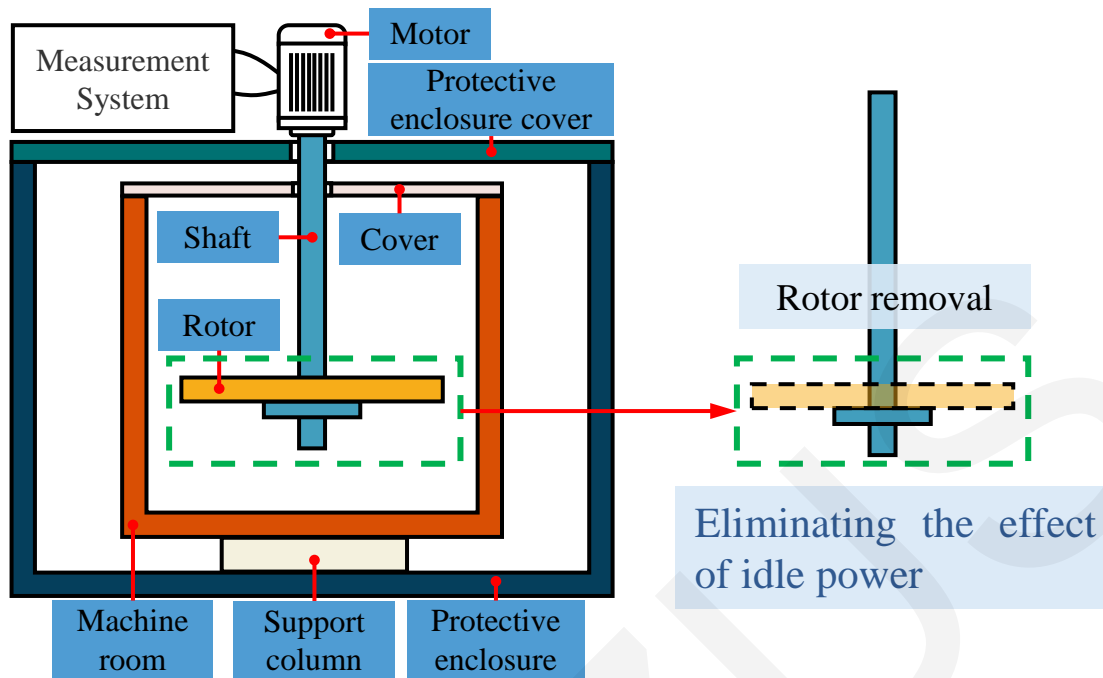 Motor
Measurement
System
Protective
enclosure cover
Shaft
Cover
Rotor removal
Rotor
Eliminating the effect
of idle power
Machine
room
Support
column
Protective
enclosure